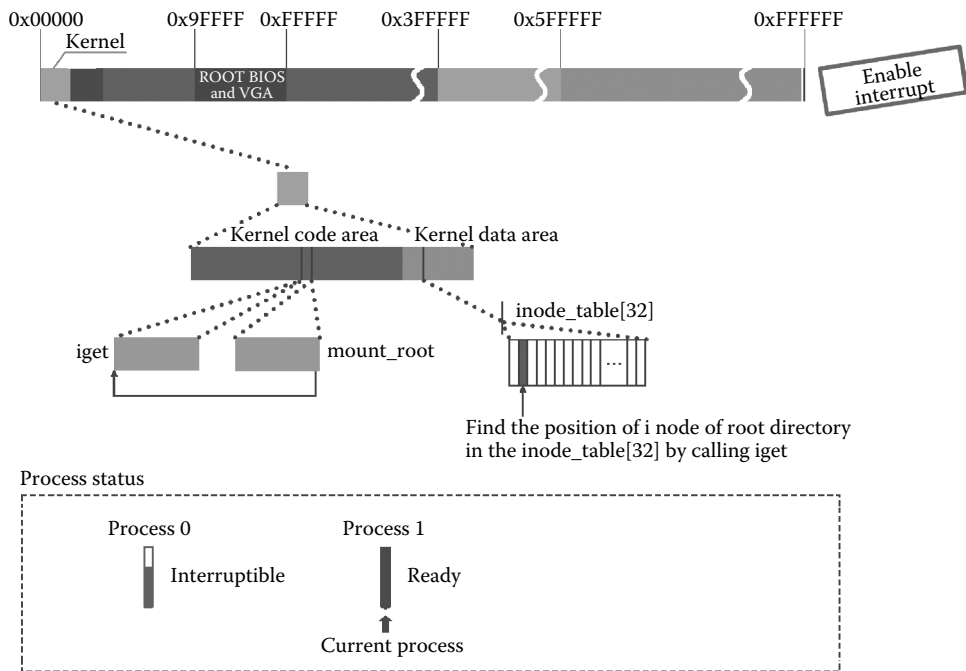 0x00000 0x9FFFF 0xFFFFF 0x3FFFFF 0x5FFFFF 0xFFFFFF
Kernel
ROOT BIOS
and VGA
Enable
interrupt
Kernel code area Kernel data area
inode_table[32]
iget
mount_root
...
Find the position of i node of root directory
in the inode_table[32] by calling iget
Process status
Process 0 Process 1
Interruptible Ready
Current process